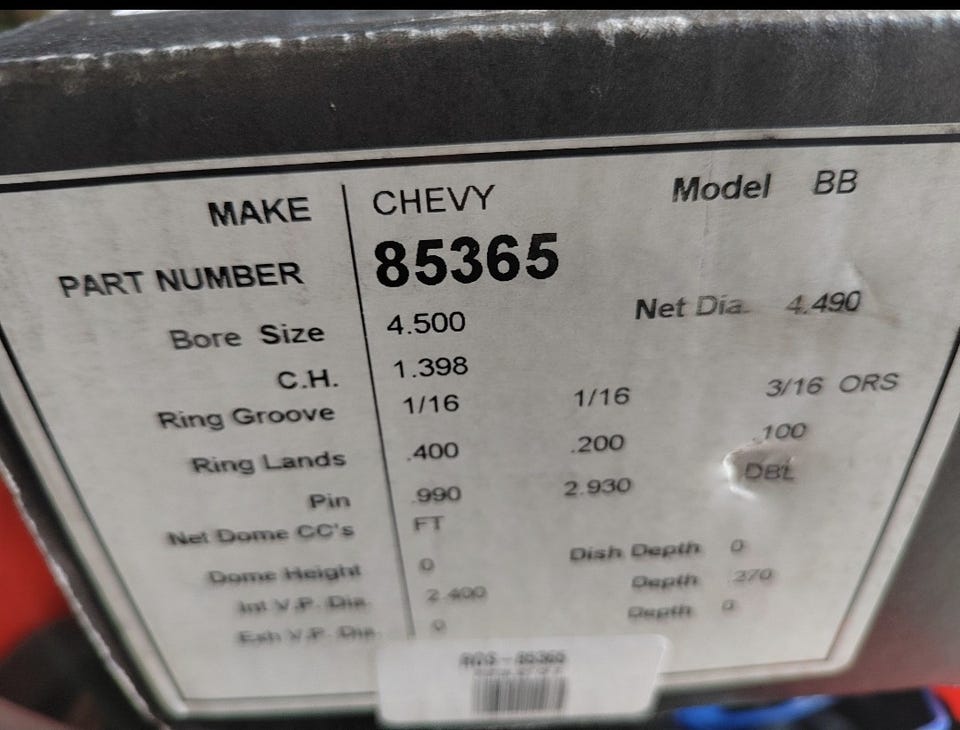 MAKE CHEVY Model BB
PART NUMBER 85365
Bore Size 4.500 Net Dia. 4.490
C.H. 1.398
Ring Groove 1/16 1/16 3/16 ORS
Ring Lands .400 .200 .100
Pin .990 2.930 DBL
Net Dome CC's FT
Dome Height 0 Dish Depth 0
Int V.P. Dia. 2.400 Depth .270
Exh V.P. Dia. 0 Depth 0
85365